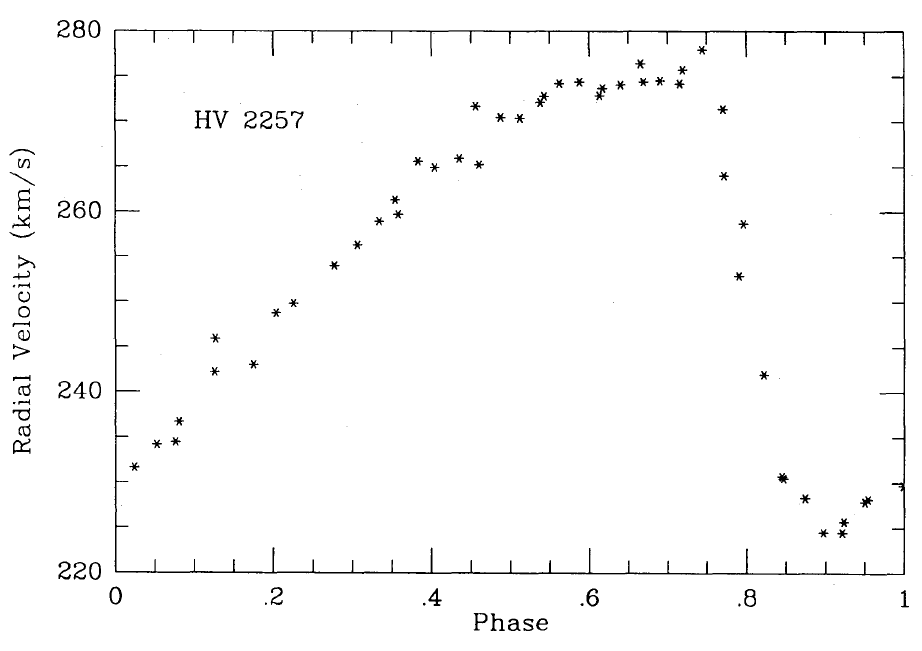 280
HV 2257
260
240
220
Radial Velocity (km/s)
0 .2 .4 .6 .8 1
Phase